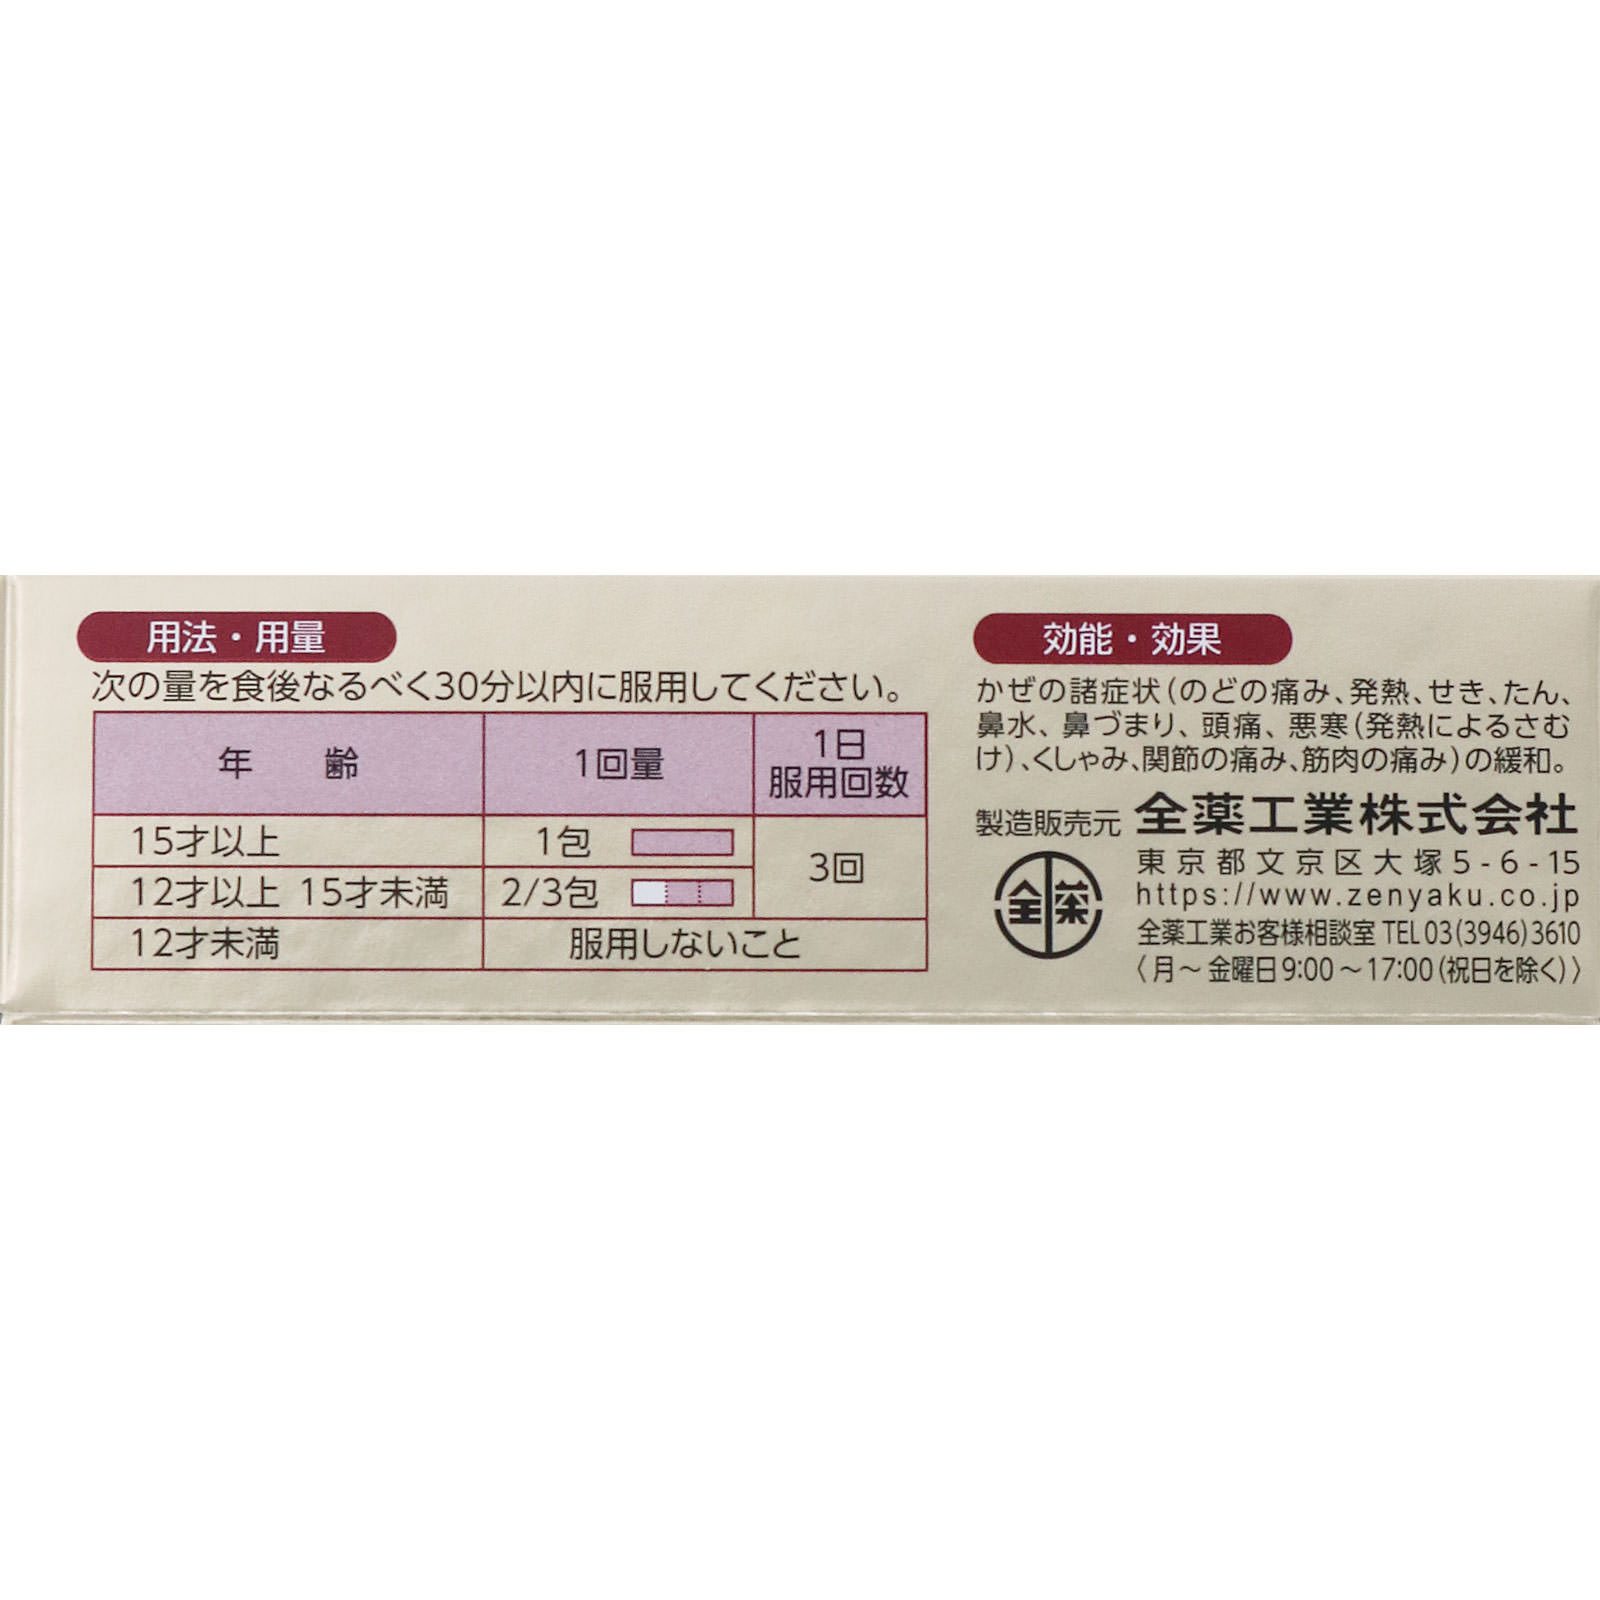 用法・用量
次の量を食後なるべく30分以内に服用してください。
年 齢 1回量 1日服用回数
15才以上 1包 3回
12才以上 15才未満 2/3包
12才未満 服用しないこと
効能・効果
かぜの諸症状(のどの痛み、発熱、せき、たん、
鼻水、鼻づまり、頭痛、悪寒(発熱によるさむ
け)、くしゃみ、関節の痛み、筋肉の痛み)の緩和。
製造販売元 全薬工業株式会社
全薬
東京都文京区大塚5-6-15
https://www.zenyaku.co.jp
全薬工業お客様相談室 TEL 03(3946)3610
〈月～金曜日9:00～17:00(祝日を除く)〉